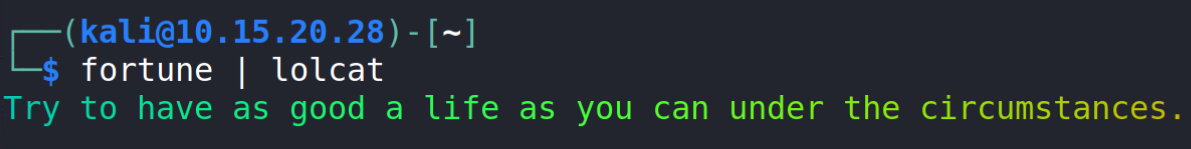 ┌──(kali@10.15.20.28)-[~]
└─$ fortune | lolcat
Try to have as good a life as you can under the circumstances.